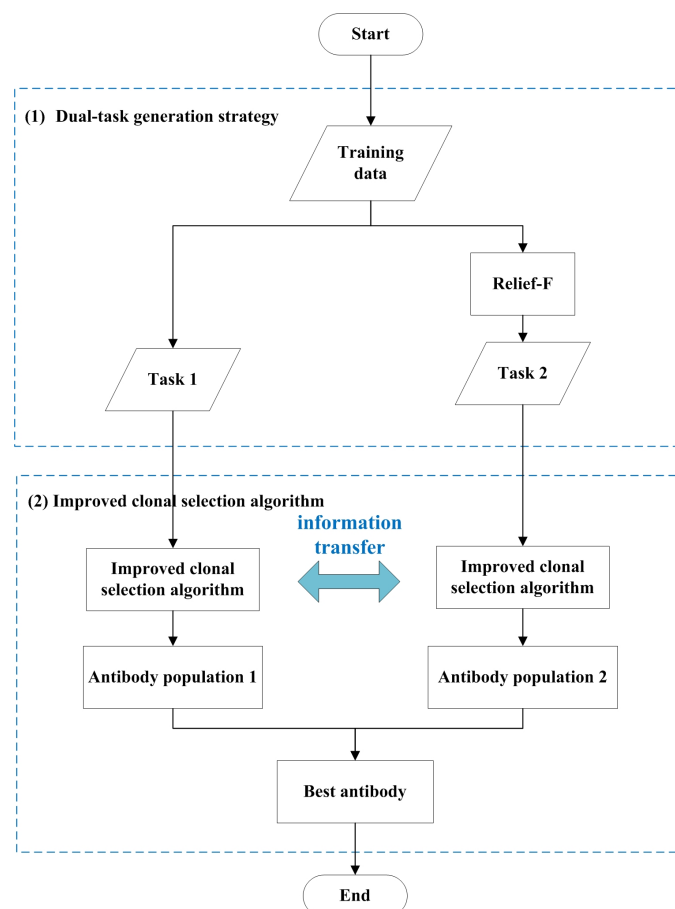 Start
(1) Dual-task generation strategy
Training
data
Relief-F
Task 1
Task 2
(2) Improved clonal selection algorithm
information
transfer
Improved clonal
selection algorithm
Improved clonal
selection algorithm
Antibody population 1
Antibody population 2
Best antibody
End